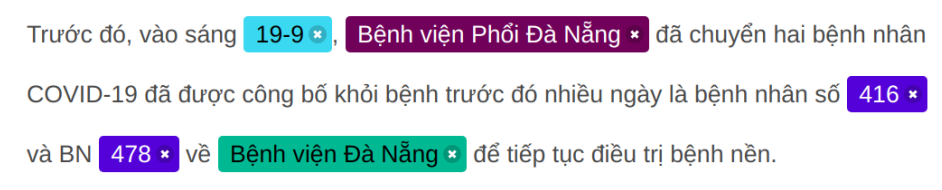 Trước đó, vào sáng 19-9, Bệnh viện Phổi Đà Nẵng đã chuyển hai bệnh nhân
COVID-19 đã được công bố khỏi bệnh trước đó nhiều ngày là bệnh nhân số 416
và BN 478 về Bệnh viện Đà Nẵng để tiếp tục điều trị bệnh nền.